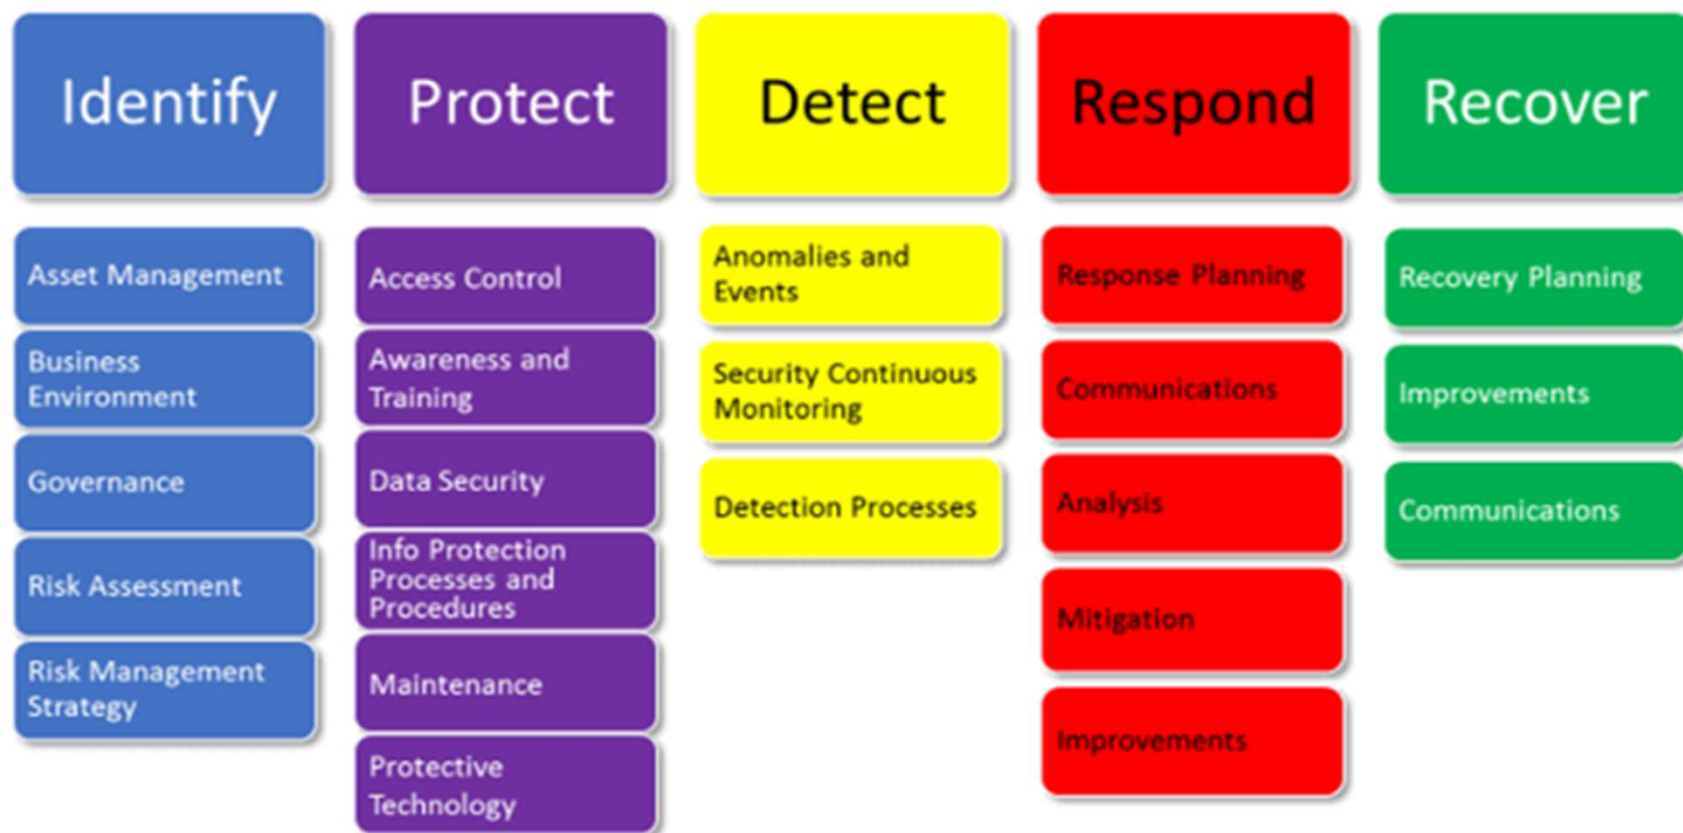 Identify
Asset Management
Business
Environment
Governance
Risk Assessment
Risk Management
Strategy
Protect
Access Control
Awareness and
Training
Data Security
Info Protection
Processes and
Procedures
Maintenance
Protective
Technology
Detect
Anomalies and
Events
Security Continuous
Monitoring
Detection Processes
Respond
Response Planning
Communications
Analysis
Mitigation
Improvements
Recover
Recovery Planning
Improvements
Communications